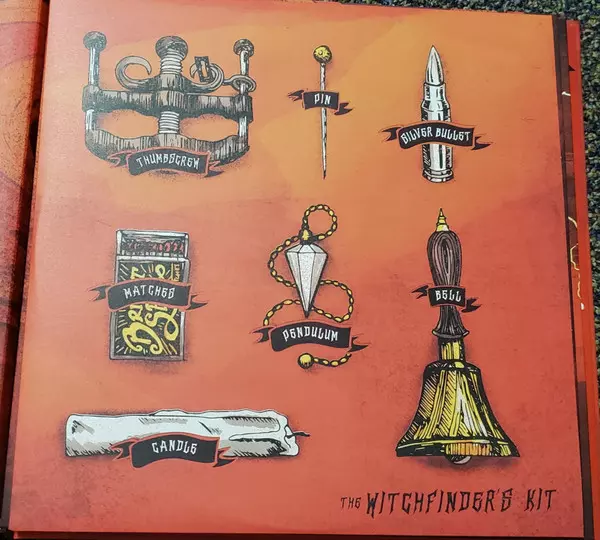 THUMBSCREW
PIN
SILVER BULLET
MATCHES
PENDULUM
BELL
CANDLE
THE WITCHFINDER'S KIT